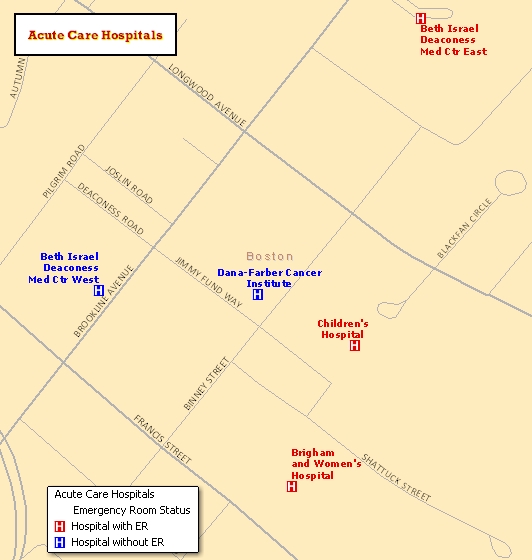 Acute Care Hospitals
H
Beth Israel
Deaconess
Med Ctr East
AUTUMN
LONGWOOD AVENUE
PILGRIM ROAD
JOSLIN ROAD
DEACONESS ROAD
BLACKFAN CIRCLE
Boston
Beth Israel
Deaconess
Med Ctr West
H
JIMMY FUND WAY
Dana-Farber Cancer
Institute
H
BROOKLINE AVENUE
Children's
Hospital
H
BINNEY STREET
FRANCIS STREET
SHATTUCK STREET
Brigham
and Women's
Hospital
H
Acute Care Hospitals
Emergency Room Status
H Hospital with ER
H Hospital without ER